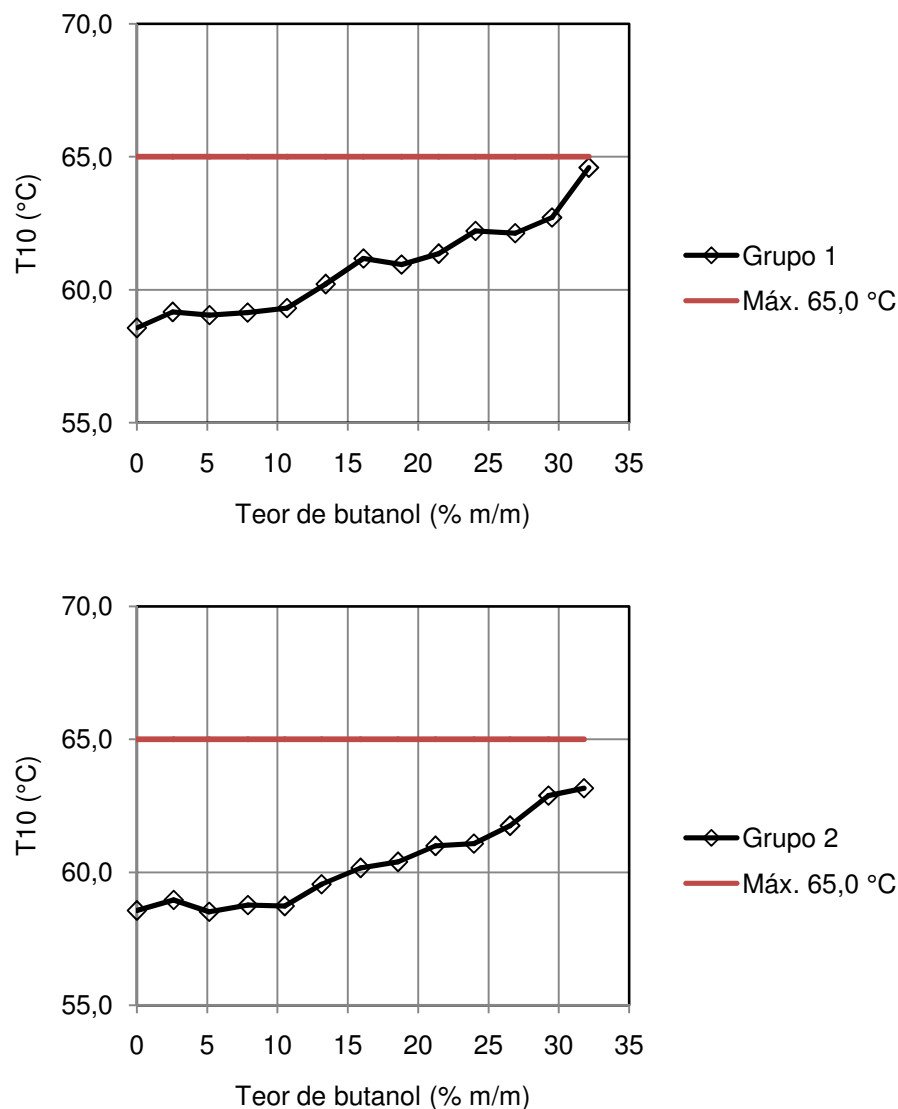 70,0
65,0
60,0
55,0
T10 (°C)
0 5 10 15 20 25 30 35
Teor de butanol (% m/m)
Grupo 1
Máx. 65,0 °C
70,0
65,0
60,0
55,0
T10 (°C)
0 5 10 15 20 25 30 35
Teor de butanol (% m/m)
Grupo 2
Máx. 65,0 °C